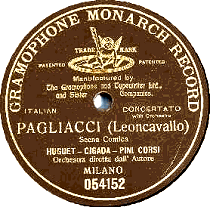 GRAMOPHONE MONARCH RECORD
TRADE MARK
PATENTED PATENTED
Manufactured by
The Gramophone and Typewriter Ltd.,
and Sister Companies.
ITALIAN CONCERTATO
with Orchestra
PAGLIACCI (Leoncavallo)
Scena Comica
HUGUET - CIGADA - PINI CORSI
Orchestra diretta dall' Autore
MILANO
054152